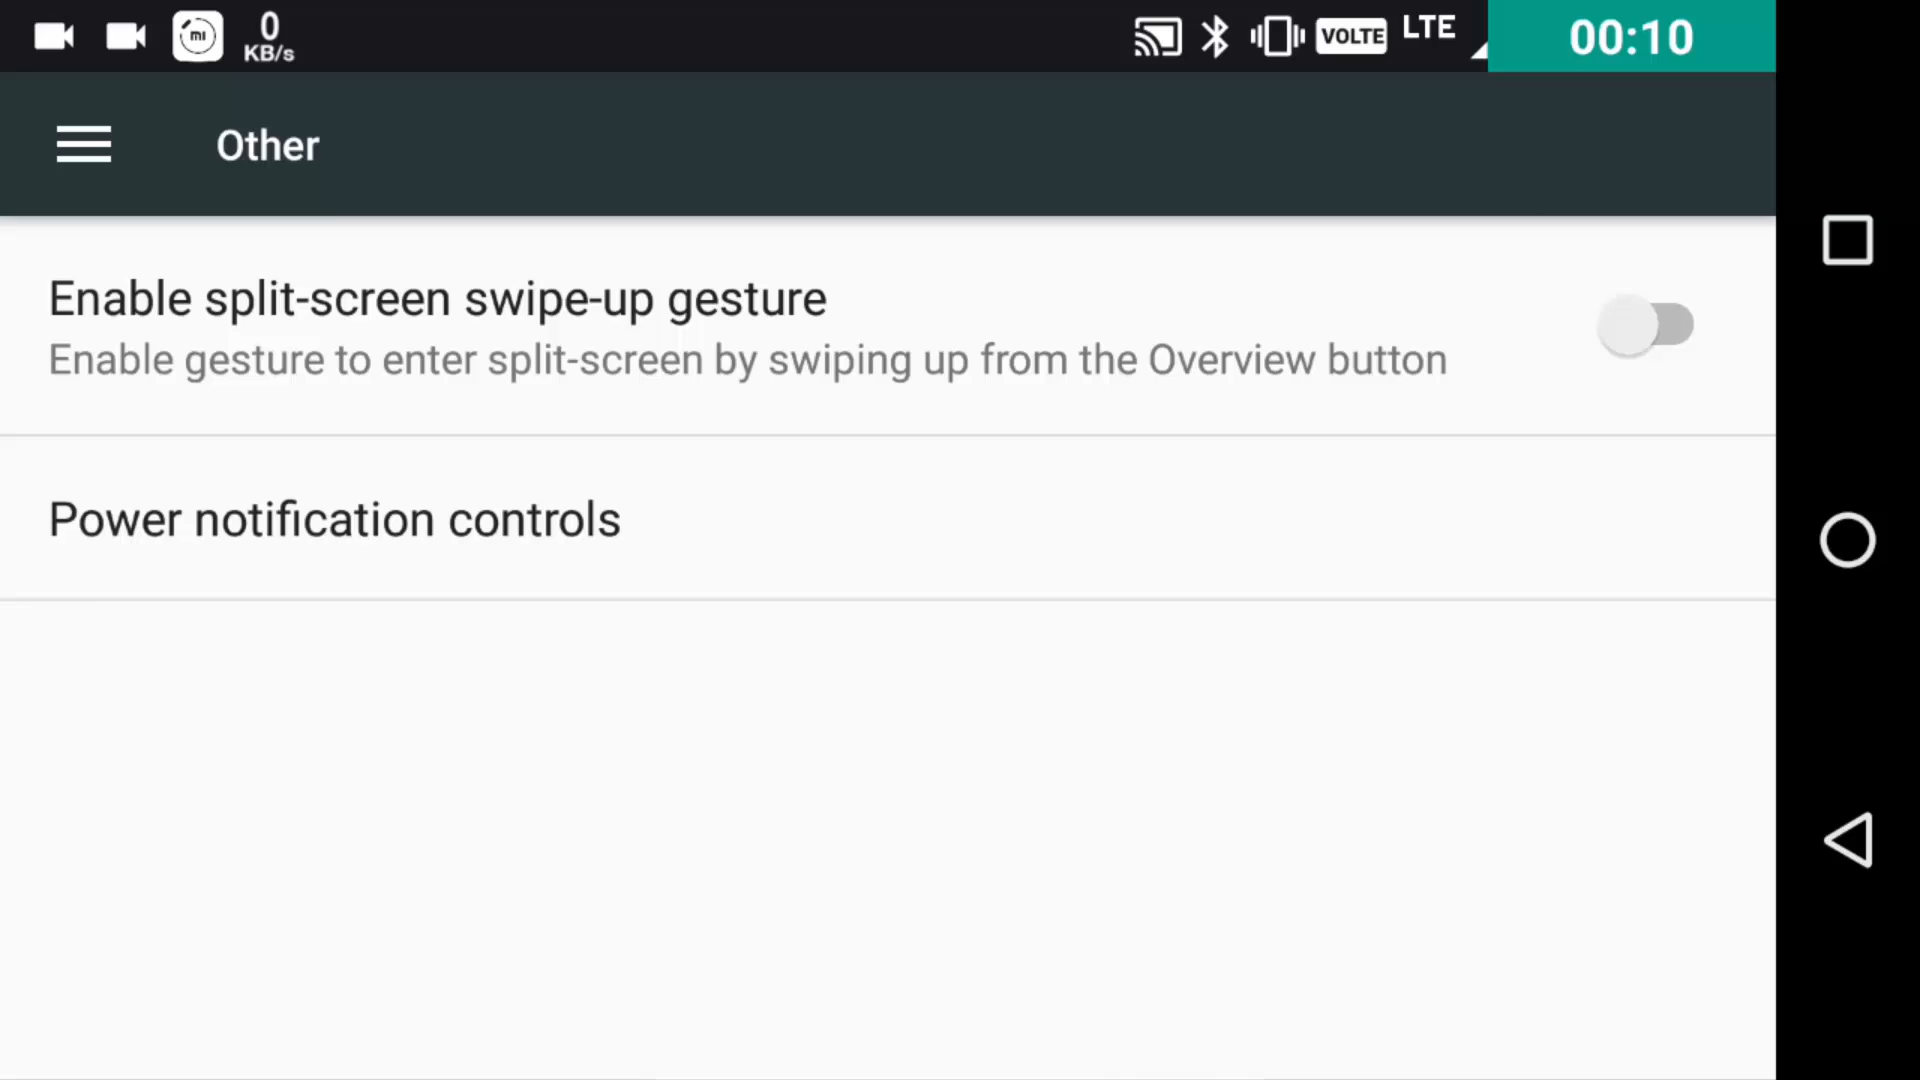 mi
0
KB/s
VOLTE
LTE
00:10
Other
Enable split-screen swipe-up gesture
Enable gesture to enter split-screen by swiping up from the Overview button
Power notification controls